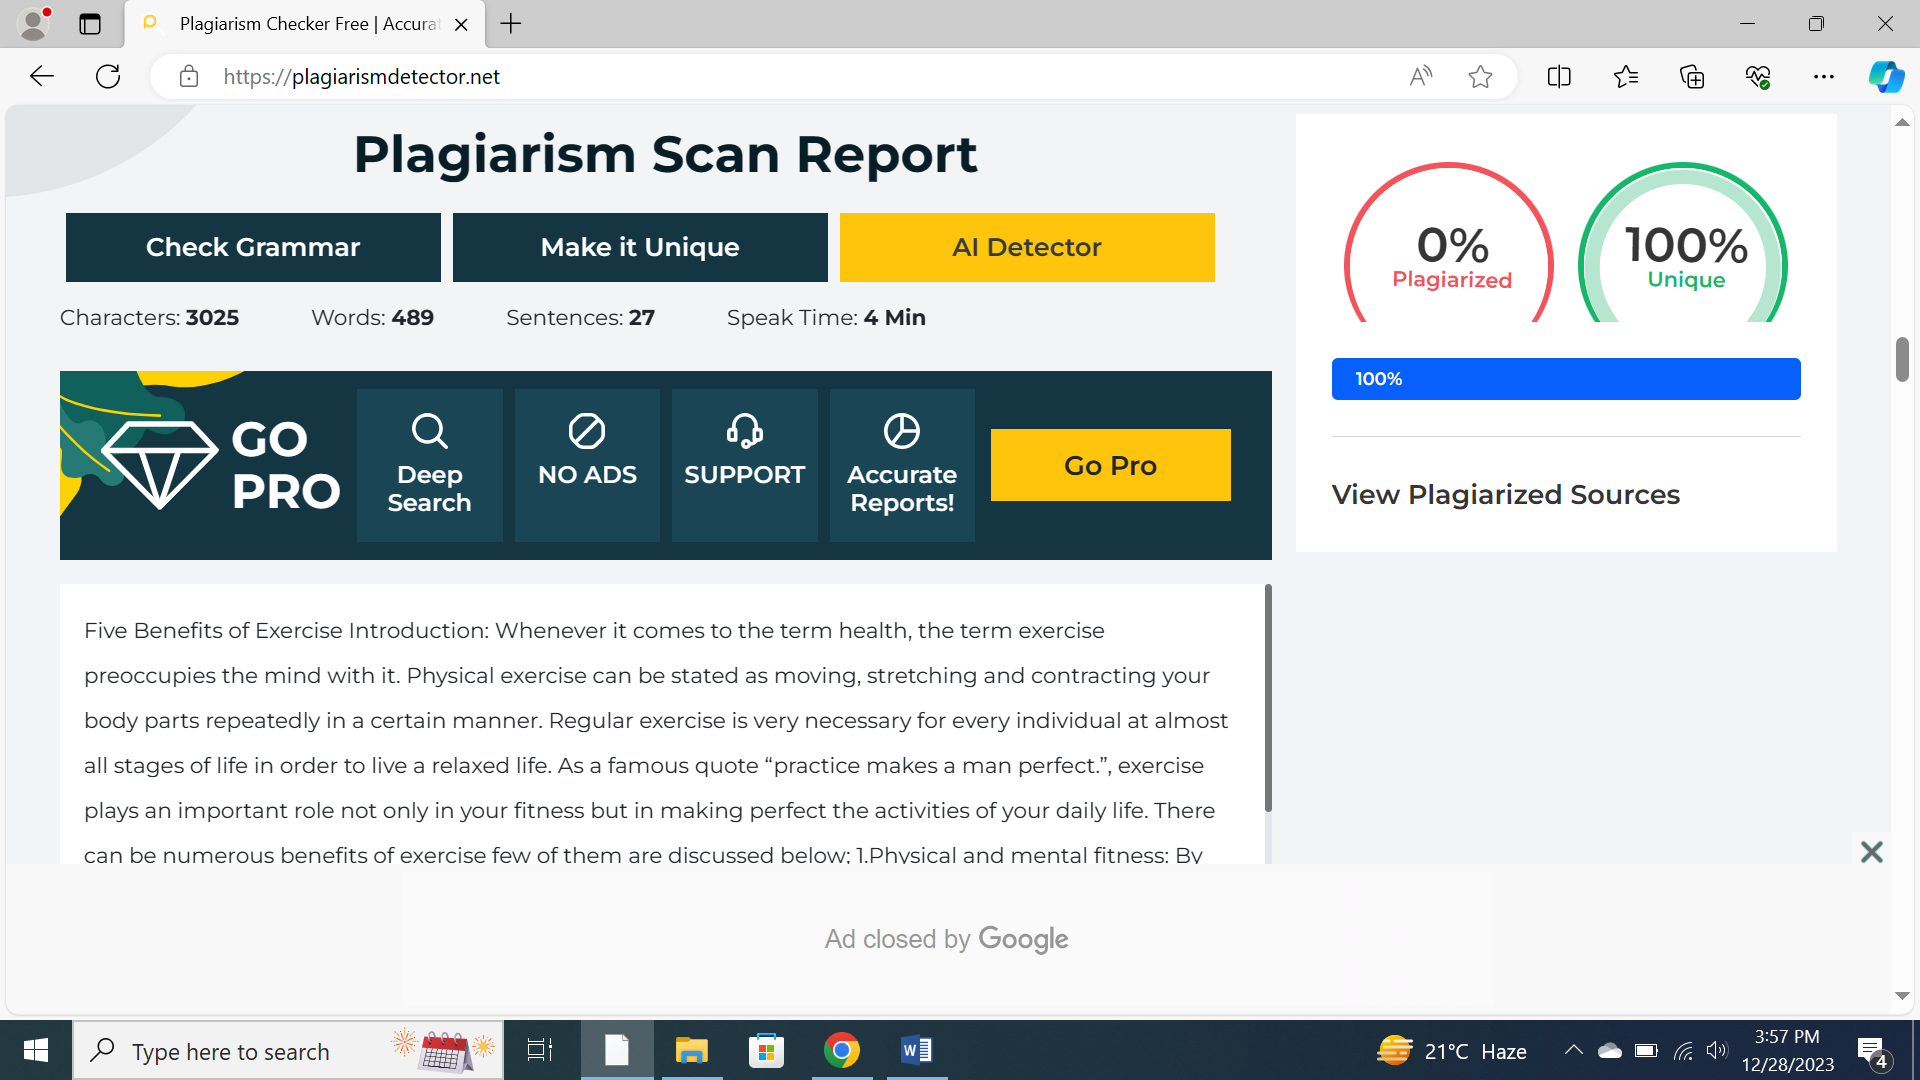 Plagiarism Checker Free | Accura
https://plagiarismdetector.net
Plagiarism Scan Report
Check Grammar
Make it Unique
AI Detector
Characters: 3025 Words: 489 Sentences: 27 Speak Time: 4 Min
0%
Plagiarized
100%
Unique
100%
View Plagiarized Sources
GO
PRO
Deep
Search
NO ADS
SUPPORT
Accurate
Reports!
Go Pro
Five Benefits of Exercise Introduction: Whenever it comes to the term health, the term exercise
preoccupies the mind with it. Physical exercise can be stated as moving, stretching and contracting your
body parts repeatedly in a certain manner. Regular exercise is very necessary for every individual at almost
all stages of life in order to live a relaxed life. As a famous quote “practice makes a man perfect.”, exercise
plays an important role not only in your fitness but in making perfect the activities of your daily life. There
can be numerous benefits of exercise few of them are discussed below; 1.Physical and mental fitness: By
Ad closed by Google
Type here to search
21°C Haze
3:57 PM
12/28/2023
4